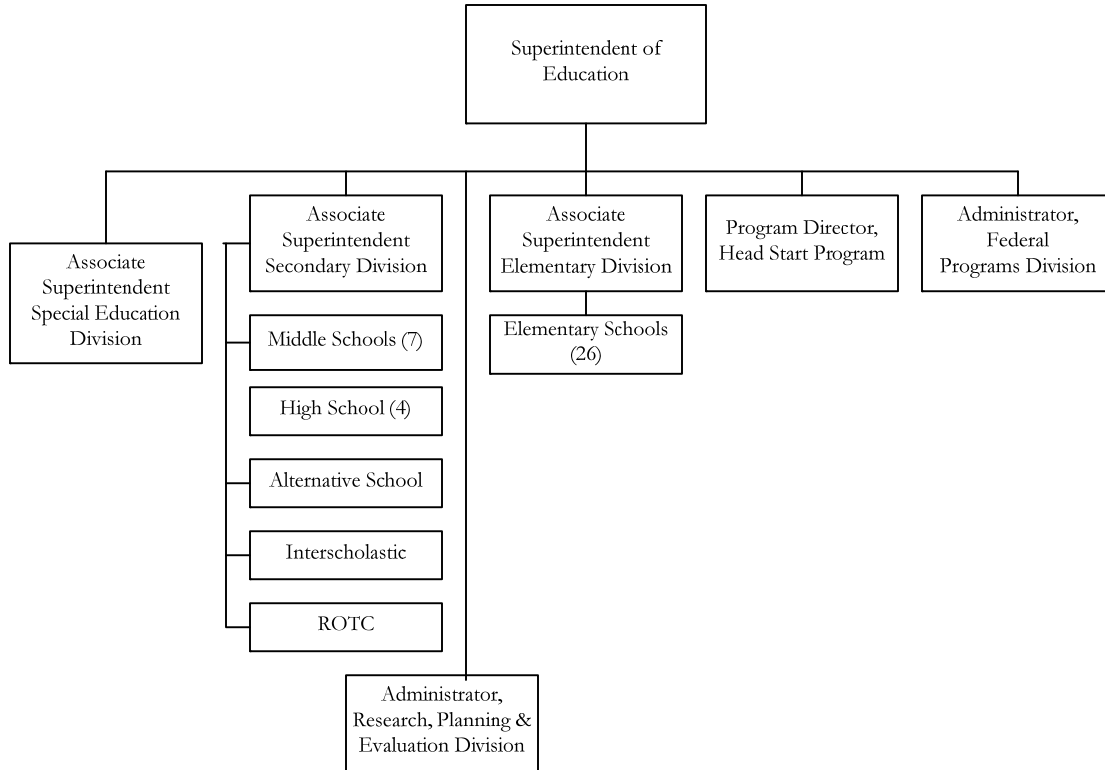 Superintendent of
Education
Associate
Superintendent
Special Education
Division
Associate
Superintendent
Secondary Division
Middle Schools (7)
High School (4)
Alternative School
Interscholastic
ROTC
Administrator,
Research, Planning &
Evaluation Division
Associate
Superintendent
Elementary Division
Elementary Schools
(26)
Program Director,
Head Start Program
Administrator,
Federal
Programs Division